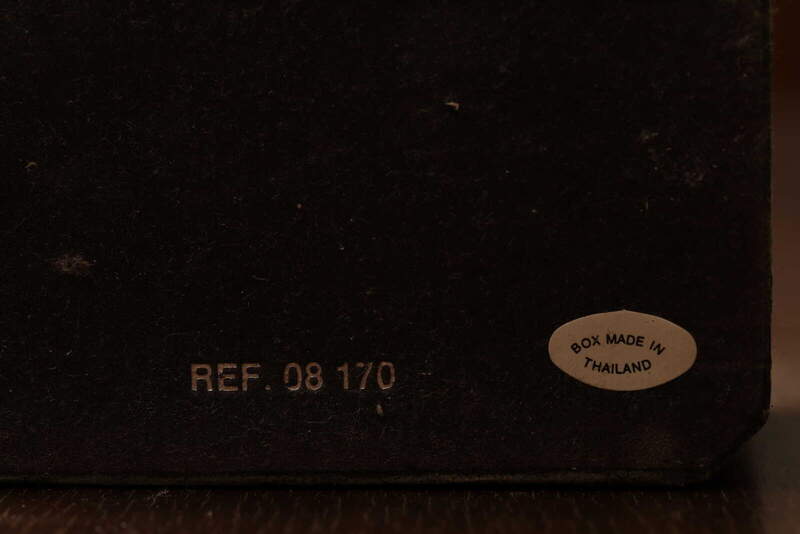 REF. 08 170
BOX MADE IN
THAILAND